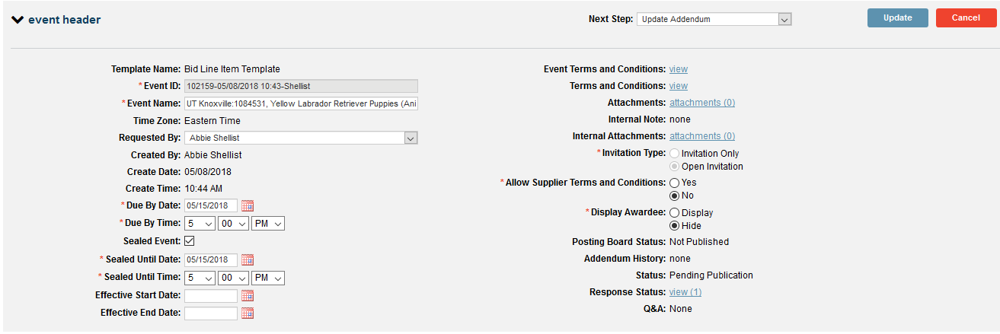 event header
Next Step: Update Addendum
Update
Cancel
Template Name: Bid Line Item Template
* Event ID: 102159-05/08/2018 10:43-Shellist
* Event Name: UT Knoxville:1084531, Yellow Labrador Retriever Puppies (Ani
Time Zone: Eastern Time
Requested By: Abbie Shellist
Created By: Abbie Shellist
Create Date: 05/08/2018
Create Time: 10:44 AM
* Due By Date: 05/15/2018
* Due By Time: 5 00 PM
Sealed Event:
* Sealed Until Date: 05/15/2018
* Sealed Until Time: 5 00 PM
Effective Start Date:
Effective End Date:
Event Terms and Conditions: view
Terms and Conditions: view
Attachments: attachments (0)
Internal Note: none
Internal Attachments: attachments (0)
* Invitation Type: Invitation Only
Open Invitation
* Allow Supplier Terms and Conditions: Yes
No
* Display Awardee: Display
Hide
Posting Board Status: Not Published
Addendum History: none
Status: Pending Publication
Response Status: view (1)
Q&A: None